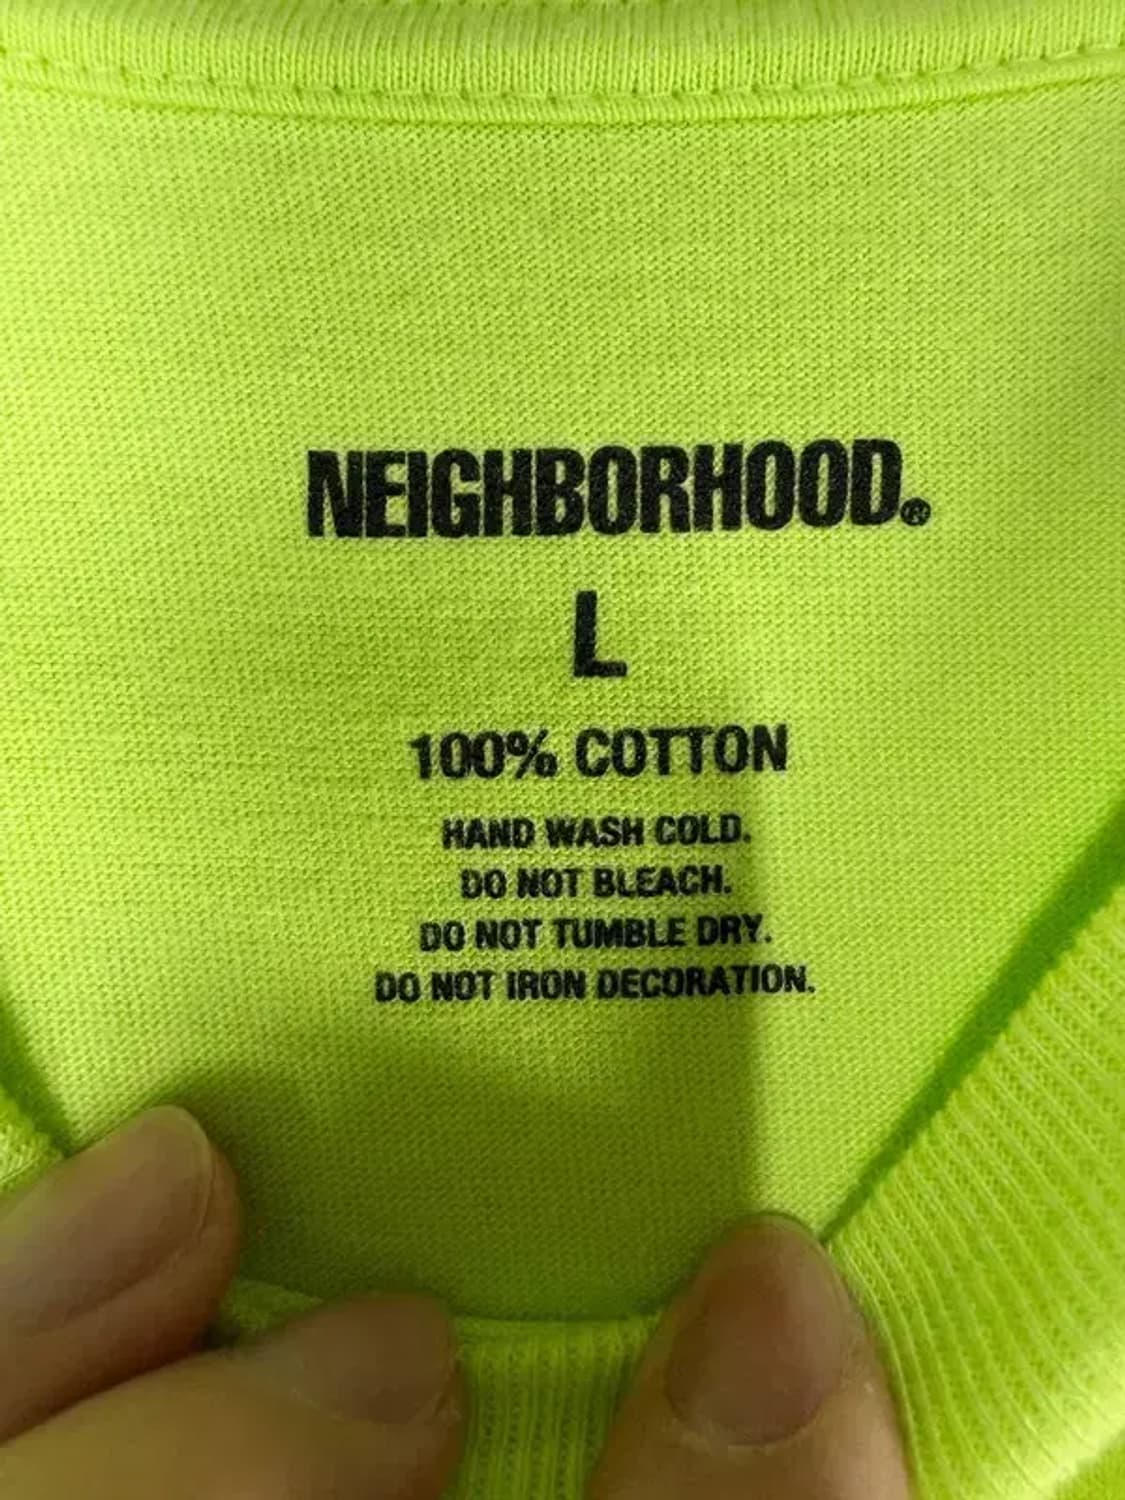 NEIGHBORHOOD®
L
100% COTTON
HAND WASH COLD.
DO NOT BLEACH.
DO NOT TUMBLE DRY.
DO NOT IRON DECORATION.